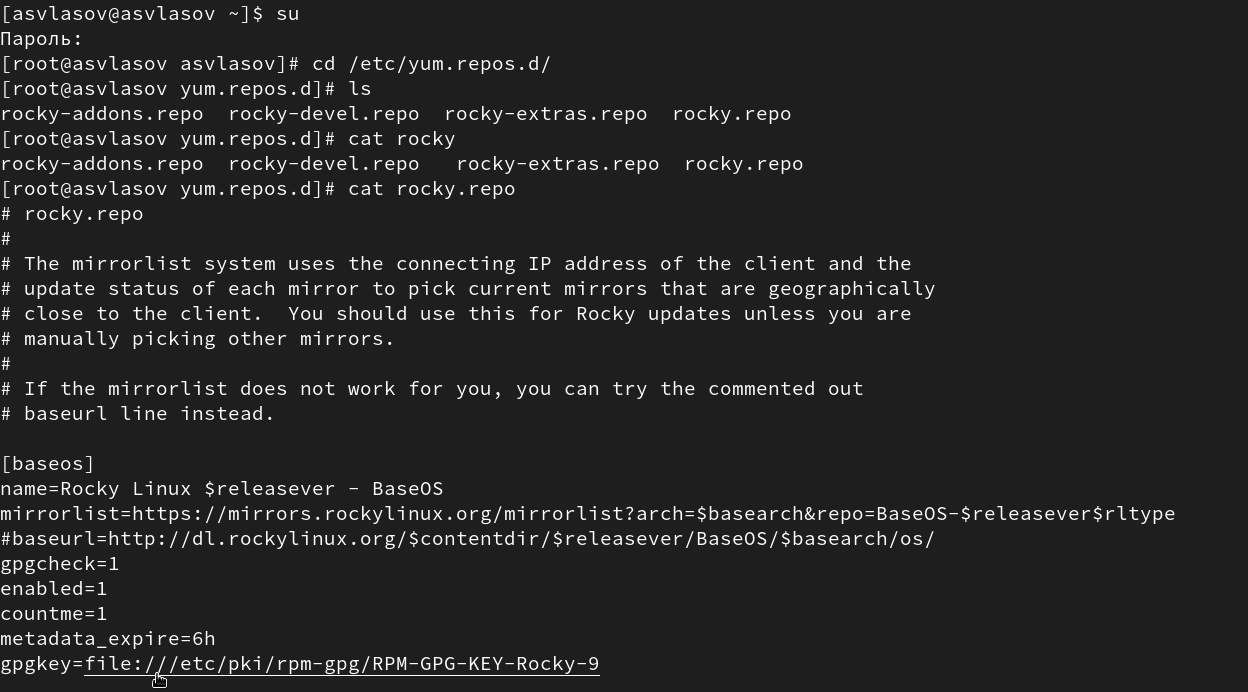 [asvlasov@asvlasov ~]$ su
Пароль:
[root@asvlasov asvlasov]# cd /etc/yum.repos.d/
[root@asvlasov yum.repos.d]# ls
rocky-addons.repo  rocky-devel.repo  rocky-extras.repo  rocky.repo
[root@asvlasov yum.repos.d]# cat rocky
rocky-addons.repo  rocky-devel.repo   rocky-extras.repo  rocky.repo
[root@asvlasov yum.repos.d]# cat rocky.repo
# rocky.repo
#
# The mirrorlist system uses the connecting IP address of the client and the
# update status of each mirror to pick current mirrors that are geographically
# close to the client.  You should use this for Rocky updates unless you are
# manually picking other mirrors.
#
# If the mirrorlist does not work for you, you can try the commented out
# baseurl line instead.

[baseos]
name=Rocky Linux $releasever - BaseOS
mirrorlist=https://mirrors.rockylinux.org/mirrorlist?arch=$basearch&repo=BaseOS-$releasever$rltype
#baseurl=http://dl.rockylinux.org/$contentdir/$releasever/BaseOS/$basearch/os/
gpgcheck=1
enabled=1
countme=1
metadata_expire=6h
gpgkey=file:///etc/pki/rpm-gpg/RPM-GPG-KEY-Rocky-9